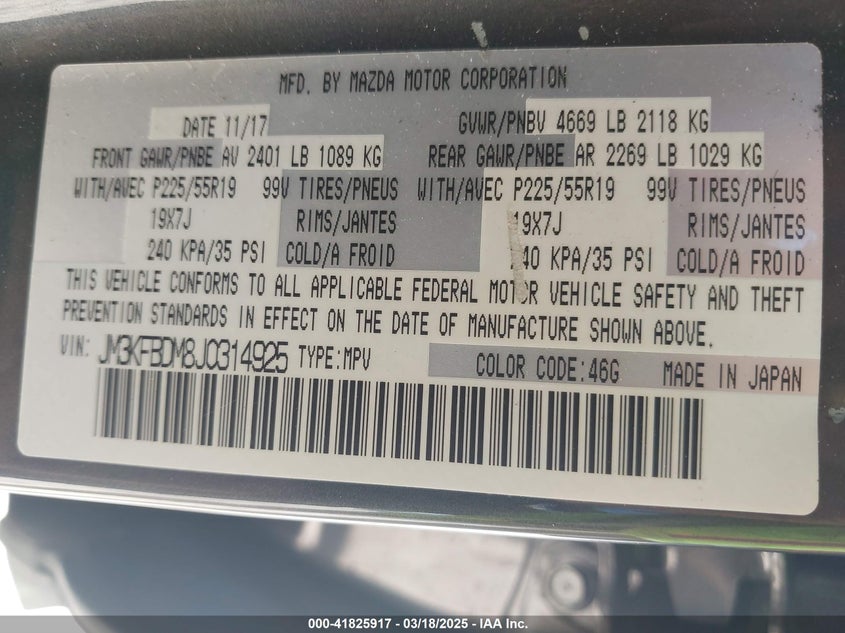 MFD. BY MAZDA MOTOR CORPORATION
DATE 11/17 GVWR/PNBV 4669 LB 2118 KG
FRONT GAWR/PNBE AV 2401 LB 1089 KG REAR GAWR/PNBE AR 2269 LB 1029 KG
WITH/AVEC P225/55R19 99V TIRES/PNEUS WITH/AVEC P225/55R19 99V TIRES/PNEUS
19X7J RIMS/JANTES 19X7J RIMS/JANTES
240 KPA/35 PSI COLD/A FROID 40 KPA/35 PSI COLD/A FROID
THIS VEHICLE CONFORMS TO ALL APPLICABLE FEDERAL MOTOR VEHICLE SAFETY AND THEFT
PREVENTION STANDARDS IN EFFECT ON THE DATE OF MANUFACTURE SHOWN ABOVE.
VIN: JM3KFBDM8J0314925 TYPE:MPV COLOR CODE:46G MADE IN JAPAN
000-41825917 - 03/18/2025 - IAA Inc.